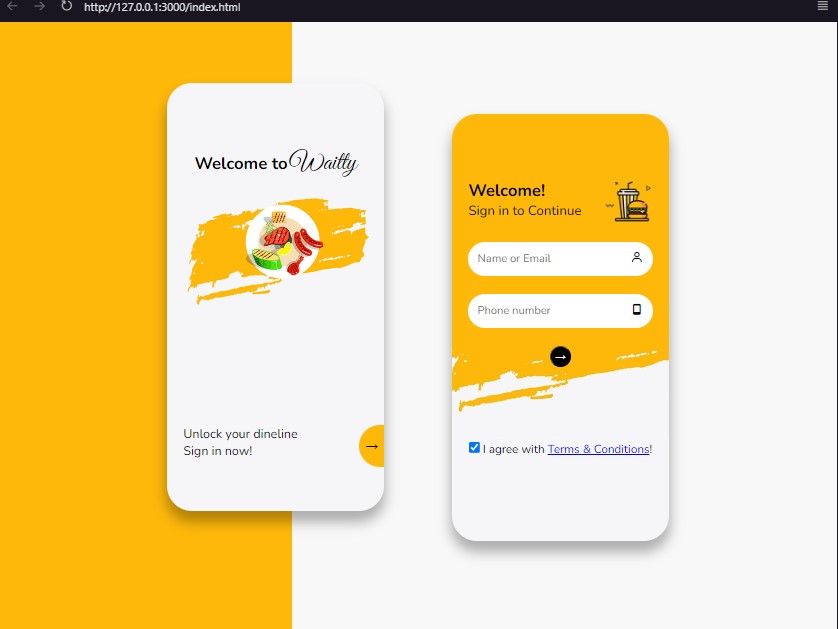 http://127.0.0.1:3000/index.html
Welcome to Waitty
Unlock your dineline
Sign in now!
Welcome!
Sign in to Continue
Name or Email
Phone number
I agree with Terms & Conditions!